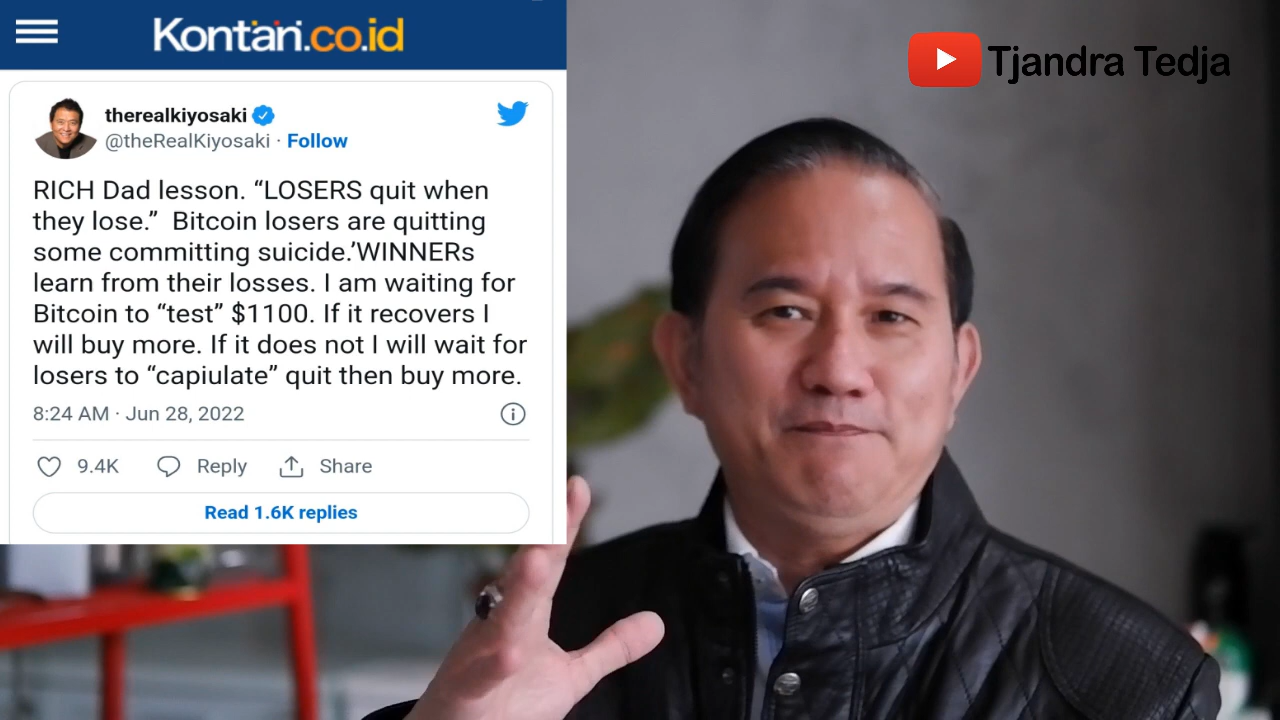 Kontan.co.id
Tjandra Tedja
therealkiyosaki
@theRealKiyosaki · Follow
RICH Dad lesson. “LOSERS quit when
they lose.”  Bitcoin losers are quitting
some committing suicide.’WINNERs
learn from their losses. I am waiting for
Bitcoin to “test” $1100. If it recovers I
will buy more. If it does not I will wait for
losers to “capiulate” quit then buy more.
8:24 AM · Jun 28, 2022
9.4K Reply Share
Read 1.6K replies